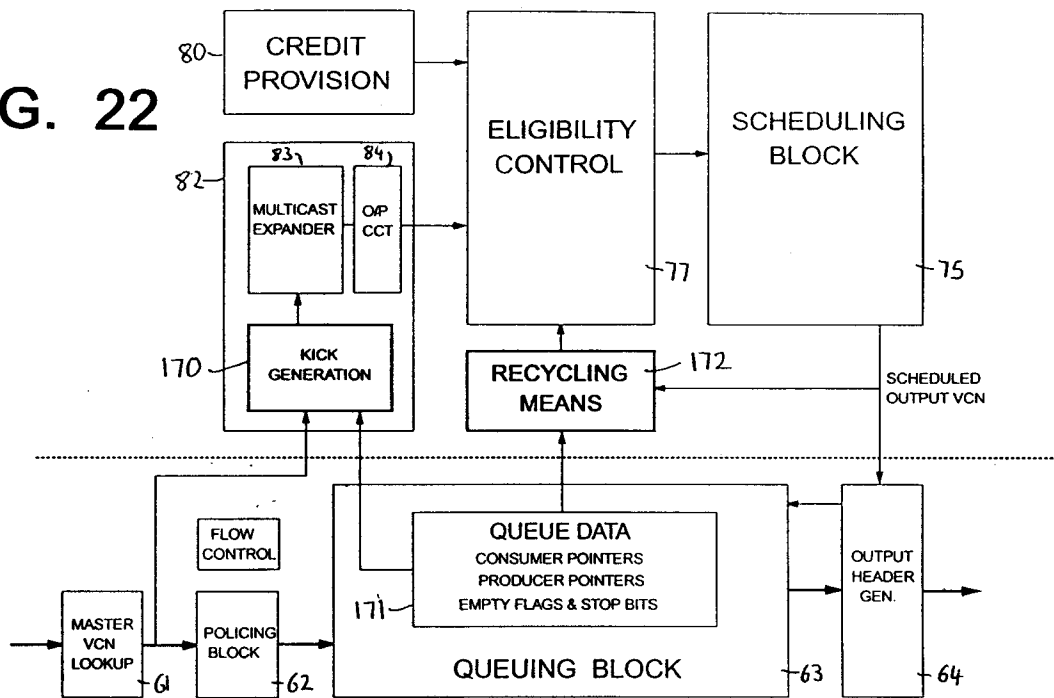 G. 22
80
CREDIT
PROVISION
82
83
MULTICAST
EXPANDER
84
O/P
CCT
170
KICK
GENERATION
ELIGIBILITY
CONTROL
77
SCHEDULING
BLOCK
75
RECYCLING
MEANS
172
SCHEDULED
OUTPUT VCN
FLOW
CONTROL
QUEUE DATA
CONSUMER POINTERS
PRODUCER POINTERS
EMPTY FLAGS & STOP BITS
171
MASTER
VCN
LOOKUP
61
POLICING
BLOCK
62
QUEUING BLOCK
63
OUTPUT
HEADER
GEN.
64